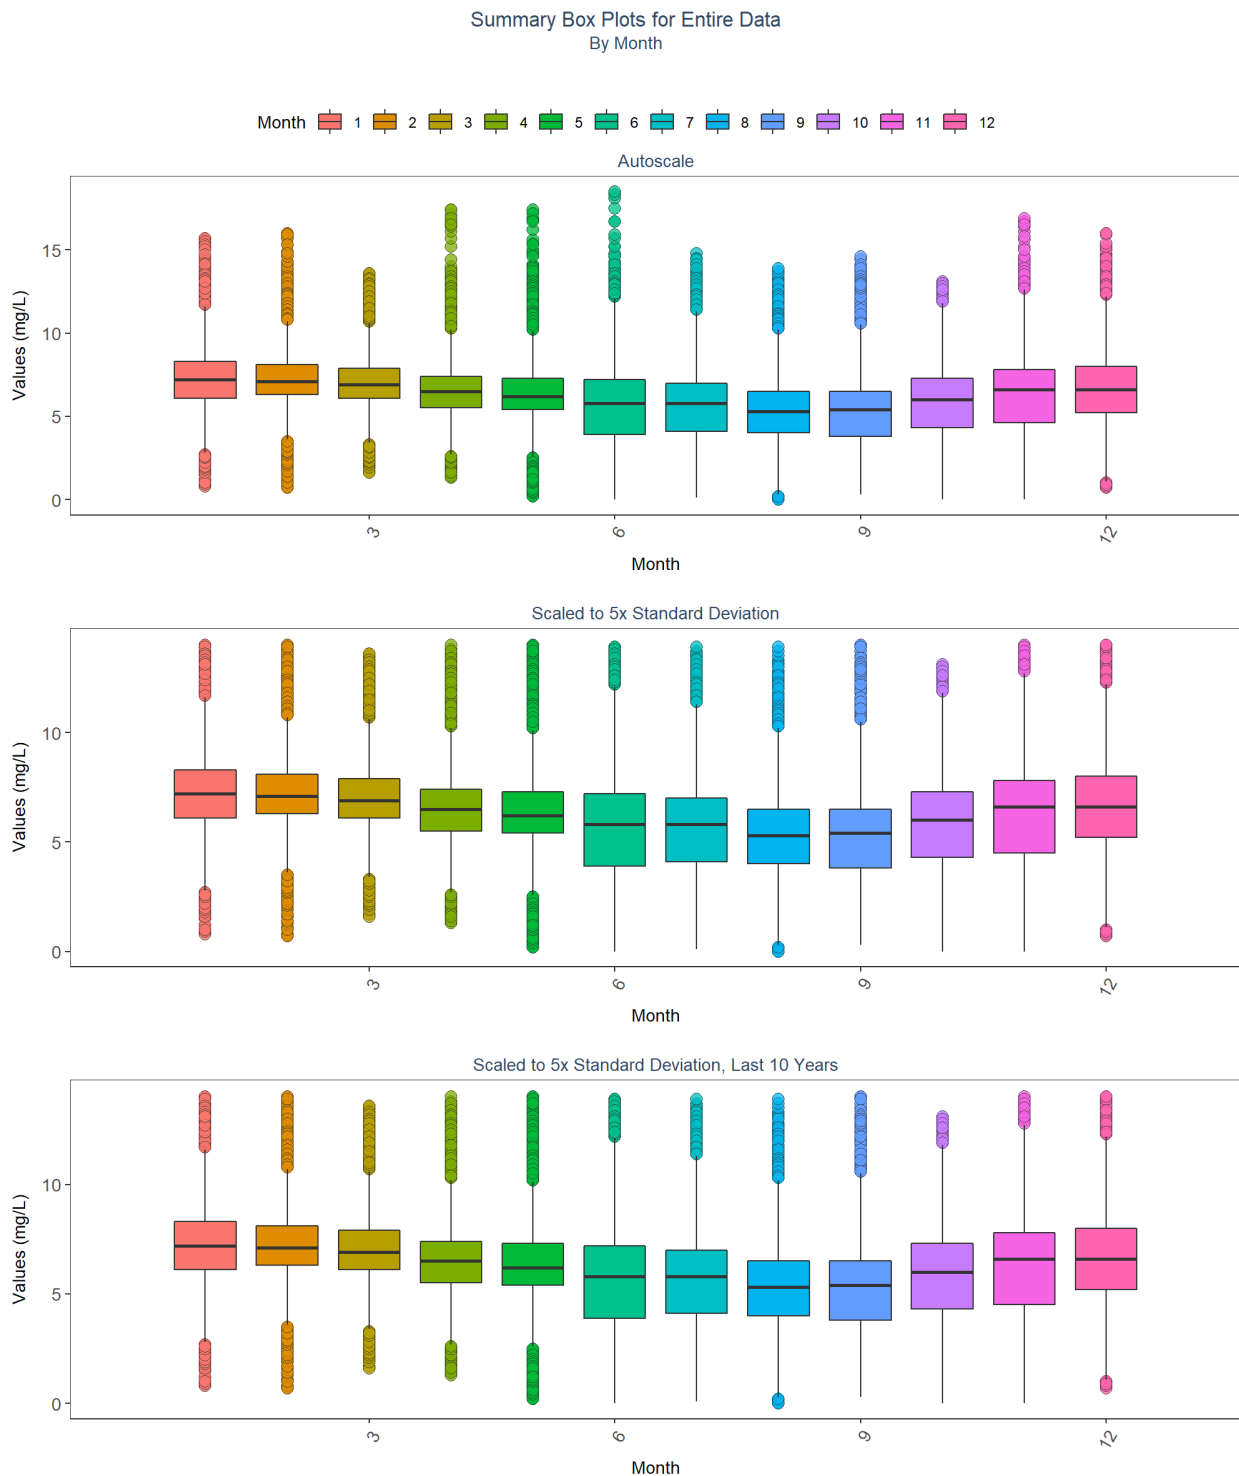 Summary Box Plots for Entire Data
By Month
Month 1 2 3 4 5 6 7 8 9 10 11 12
Autoscale
Values (mg/L)
15
10
5
0
3 6 9 12
Month
Scaled to 5x Standard Deviation
Values (mg/L)
10
5
0
3 6 9 12
Month
Scaled to 5x Standard Deviation, Last 10 Years
Values (mg/L)
10
5
0
3 6 9 12
Month